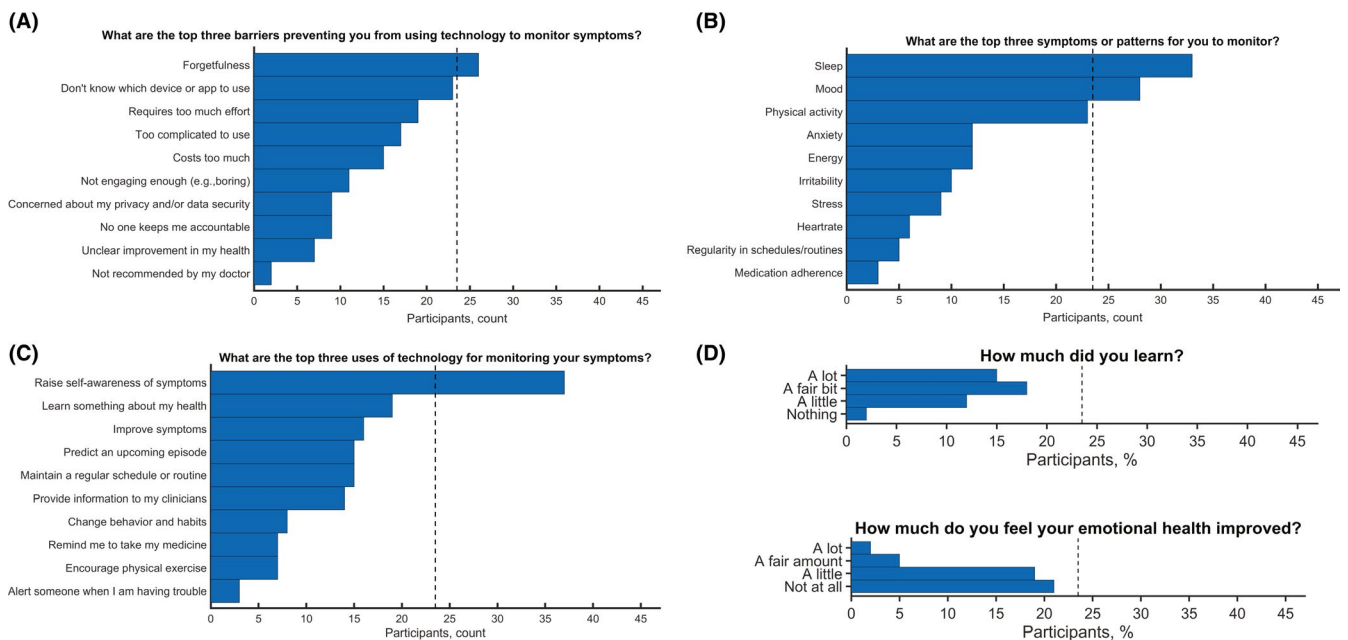 (A)
What are the top three barriers preventing you from using technology to monitor symptoms?
Forgetfulness
Don't know which device or app to use
Requires too much effort
Too complicated to use
Costs too much
Not engaging enough (e.g.,boring)
Concerned about my privacy and/or data security
No one keeps me accountable
Unclear improvement in my health
Not recommended by my doctor
0 5 10 15 20 25 30 35 40 45
Participants, count
(B)
What are the top three symptoms or patterns for you to monitor?
Sleep
Mood
Physical activity
Anxiety
Energy
Irritability
Stress
Heartrate
Regularity in schedules/routines
Medication adherence
0 5 10 15 20 25 30 35 40 45
Participants, count
(C)
What are the top three uses of technology for monitoring your symptoms?
Raise self-awareness of symptoms
Learn something about my health
Improve symptoms
Predict an upcoming episode
Maintain a regular schedule or routine
Provide information to my clinicians
Change behavior and habits
Remind me to take my medicine
Encourage physical exercise
Alert someone when I am having trouble
0 5 10 15 20 25 30 35 40 45
Participants, count
(D)
How much did you learn?
A lot
A fair bit
A little
Nothing
0 5 10 15 20 25 30 35 40 45
Participants, %
How much do you feel your emotional health improved?
A lot
A fair amount
A little
Not at all
0 5 10 15 20 25 30 35 40 45
Participants, %